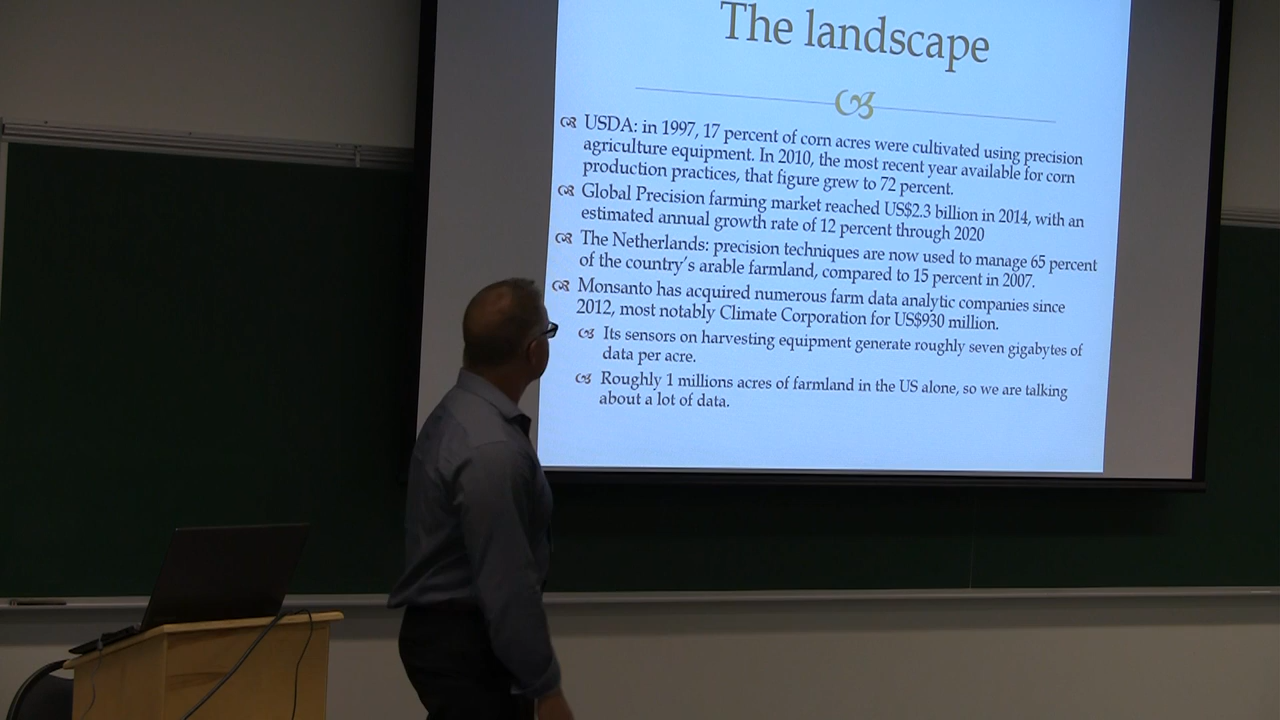 The landscape
USDA: in 1997, 17 percent of corn acres were cultivated using precision
agriculture equipment. In 2010, the most recent year available for corn
production practices, that figure grew to 72 percent.
Global Precision farming market reached US$2.3 billion in 2014, with an
estimated annual growth rate of 12 percent through 2020
The Netherlands: precision techniques are now used to manage 65 percent
of the country's arable farmland, compared to 15 percent in 2007.
Monsanto has acquired numerous farm data analytic companies since
2012, most notably Climate Corporation for US$930 million.
Its sensors on harvesting equipment generate roughly seven gigabytes of
data per acre.
Roughly 1 millions acres of farmland in the US alone, so we are talking
about a lot of data.